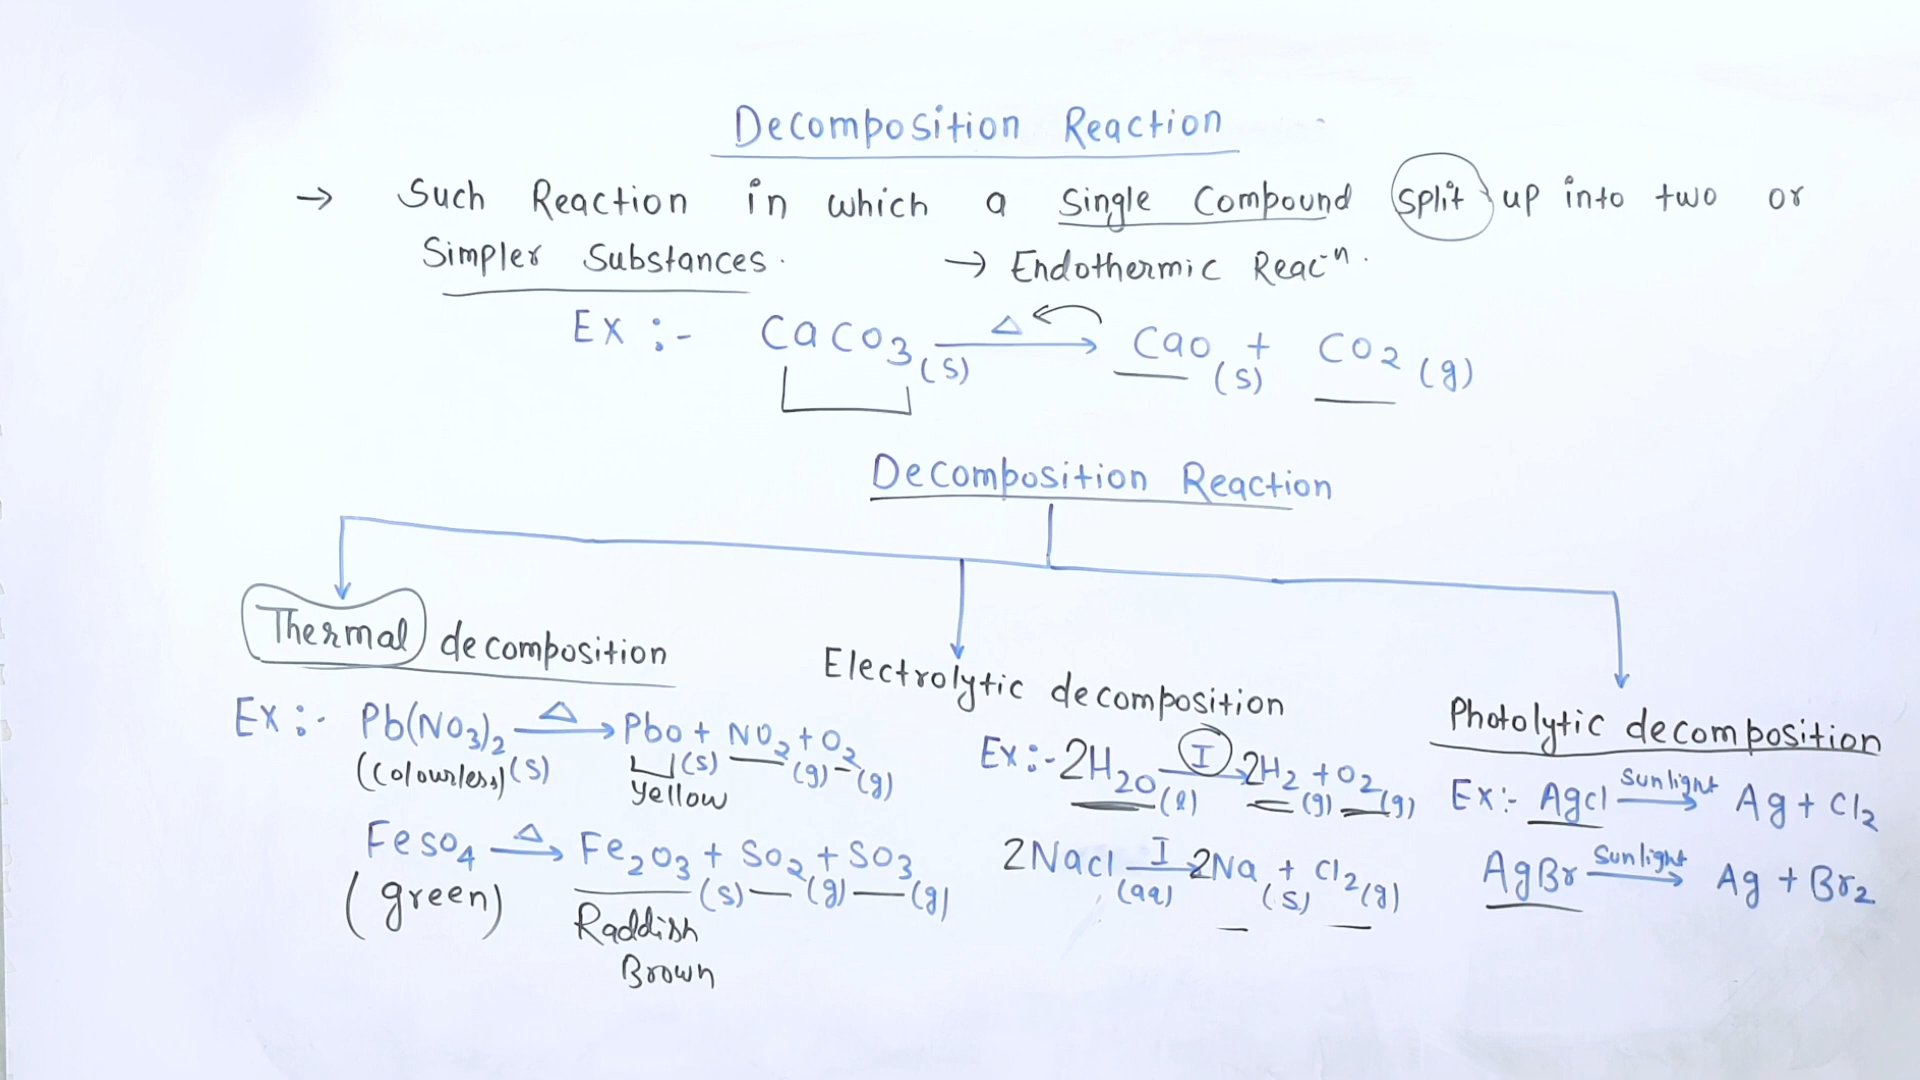 Decomposition Reaction
→ Such Reaction in which a Single Compound Split up into two or
Simpler Substances. → Endothermic Reacⁿ.
Ex :- CaCO3(s) —Δ→ CaO(s) + CO2(g)
Decomposition Reaction
Thermal decomposition
Ex :- Pb(NO3)2(s) —Δ→ PbO(s) + NO2(g) + O2(g)
(Colourless) Yellow
FeSO4 —Δ→ Fe2O3(s) + SO2(g) + SO3(g)
(green) Raddish
Brown
Electrolytic decomposition
Ex :- 2H2O(l) —I→ 2H2(g) + O2(g)
2NaCl(aq) —I→ 2Na(s) + Cl2(g)
Photolytic decomposition
Ex :- AgCl —Sunlight→ Ag + Cl2
AgBr —Sunlight→ Ag + Br2